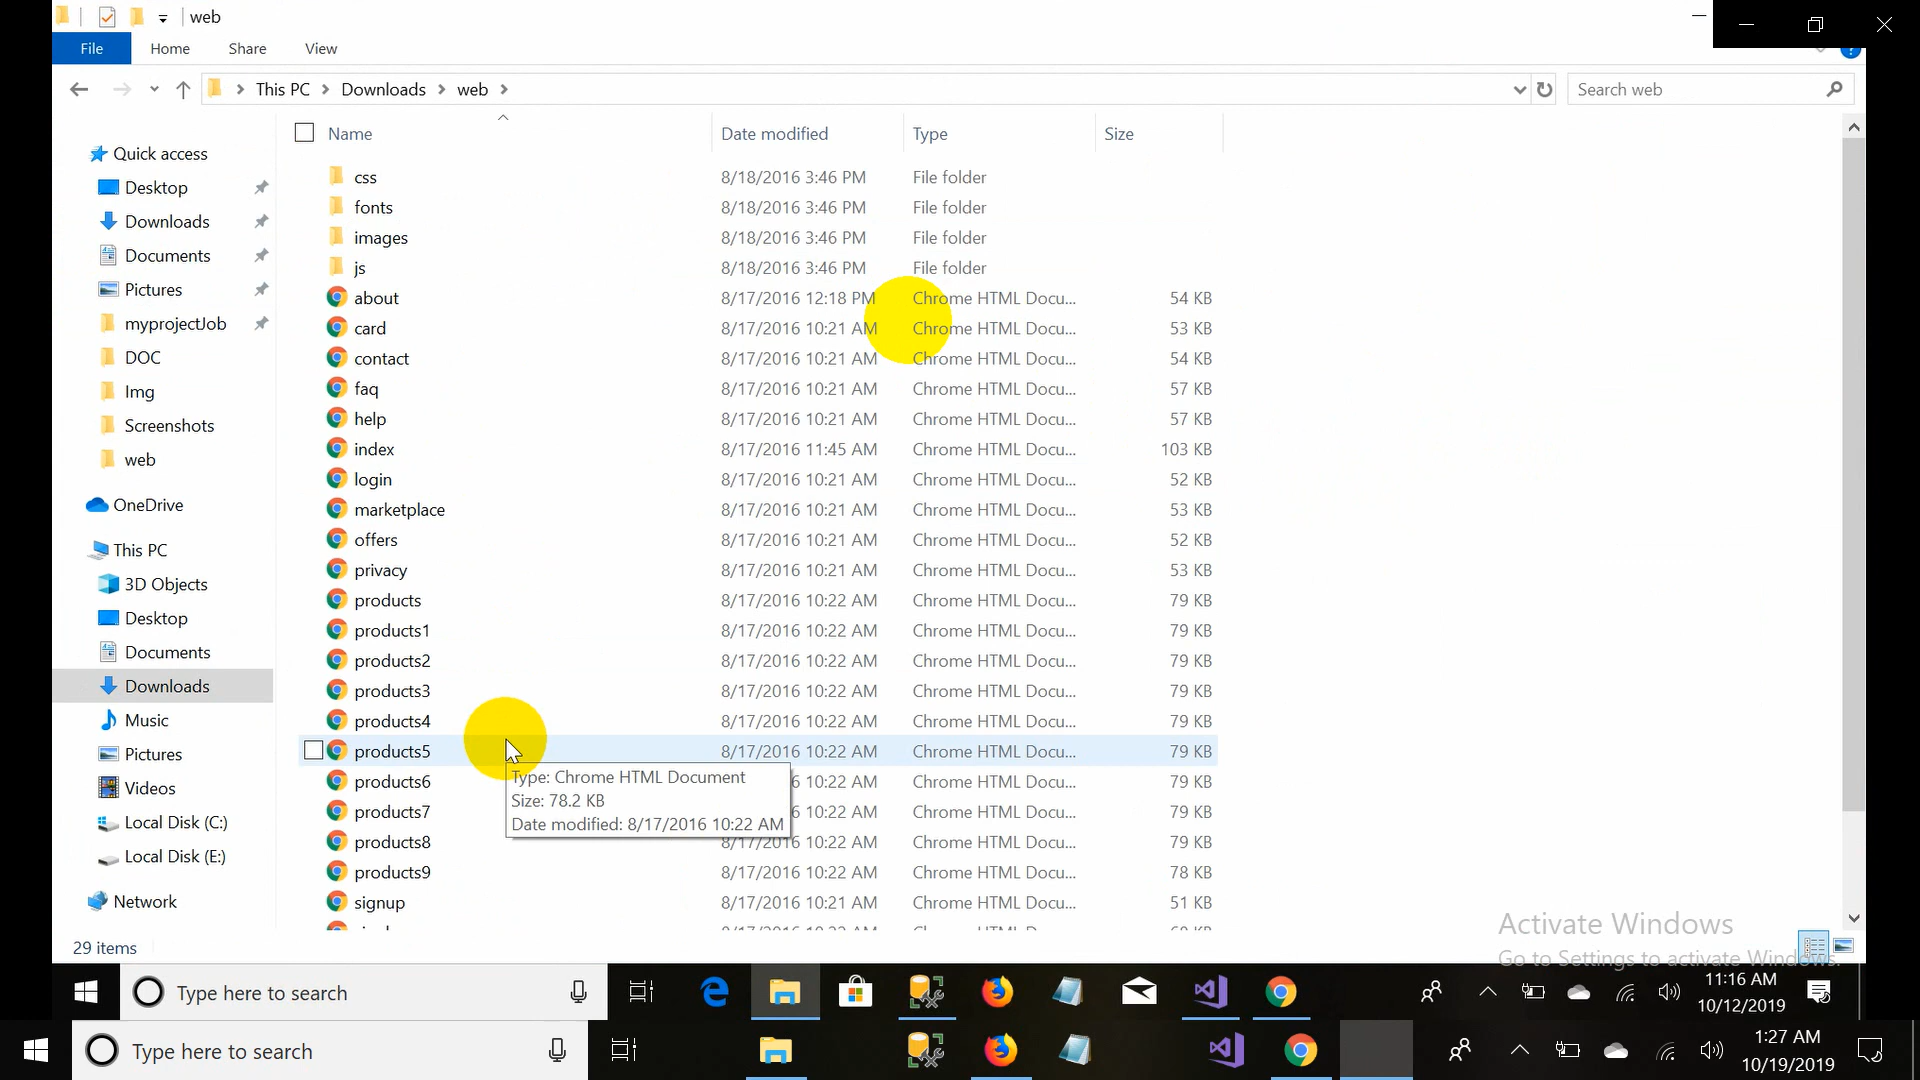 web
File Home Share View
This PC Downloads web
Search web
Name Date modified Type Size
Quick access
Desktop
Downloads
Documents
Pictures
myprojectJob
DOC
Img
Screenshots
web
OneDrive
This PC
3D Objects
Desktop
Documents
Downloads
Music
Pictures
Videos
Local Disk (C:)
Local Disk (E:)
Network
css 8/18/2016 3:46 PM File folder
fonts 8/18/2016 3:46 PM File folder
images 8/18/2016 3:46 PM File folder
js 8/18/2016 3:46 PM File folder
about 8/17/2016 12:18 PM Chrome HTML Docu... 54 KB
card 8/17/2016 10:21 AM Chrome HTML Docu... 53 KB
contact 8/17/2016 10:21 AM Chrome HTML Docu... 54 KB
faq 8/17/2016 10:21 AM Chrome HTML Docu... 57 KB
help 8/17/2016 10:21 AM Chrome HTML Docu... 57 KB
index 8/17/2016 11:45 AM Chrome HTML Docu... 103 KB
login 8/17/2016 10:21 AM Chrome HTML Docu... 52 KB
marketplace 8/17/2016 10:21 AM Chrome HTML Docu... 53 KB
offers 8/17/2016 10:21 AM Chrome HTML Docu... 52 KB
privacy 8/17/2016 10:21 AM Chrome HTML Docu... 53 KB
products 8/17/2016 10:22 AM Chrome HTML Docu... 79 KB
products1 8/17/2016 10:22 AM Chrome HTML Docu... 79 KB
products2 8/17/2016 10:22 AM Chrome HTML Docu... 79 KB
products3 8/17/2016 10:22 AM Chrome HTML Docu... 79 KB
products4 8/17/2016 10:22 AM Chrome HTML Docu... 79 KB
products5 8/17/2016 10:22 AM Chrome HTML Docu... 79 KB
products6 10:22 AM Chrome HTML Docu... 79 KB
products7 10:22 AM Chrome HTML Docu... 79 KB
products8 8/17/2016 10:22 AM Chrome HTML Docu... 79 KB
products9 8/17/2016 10:22 AM Chrome HTML Docu... 78 KB
signup 8/17/2016 10:21 AM Chrome HTML Docu... 51 KB
Type: Chrome HTML Document
Size: 78.2 KB
Date modified: 8/17/2016 10:22 AM
29 items
Activate Windows
Go to Settings to activate Windows.
Type here to search
11:16 AM
10/12/2019
Type here to search
1:27 AM
10/19/2019